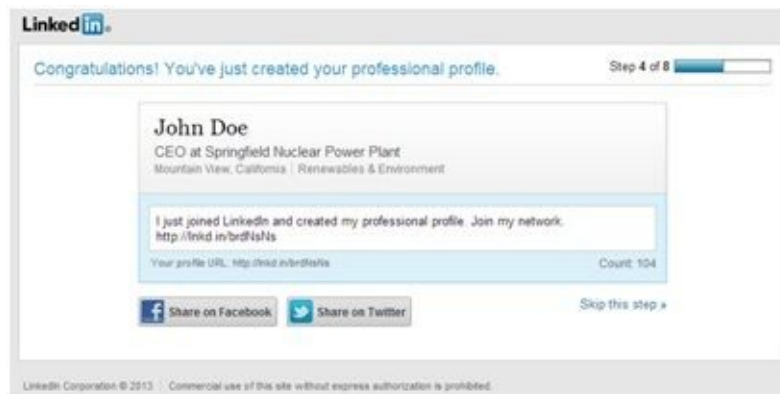 Linked in.
Congratulations! You've just created your professional profile.
Step 4 of 8
John Doe
CEO at Springfield Nuclear Power Plant
Mountain View, California | Renewables & Environment
I just joined LinkedIn and created my professional profile. Join my network.
http://lnkd.in/brdNsNs
Your profile URL: http://lnkd.in/brdNsNs
Count: 104
Share on Facebook
Share on Twitter
Skip this step »
LinkedIn Corporation © 2013 | Commercial use of this site without express authorization is prohibited.